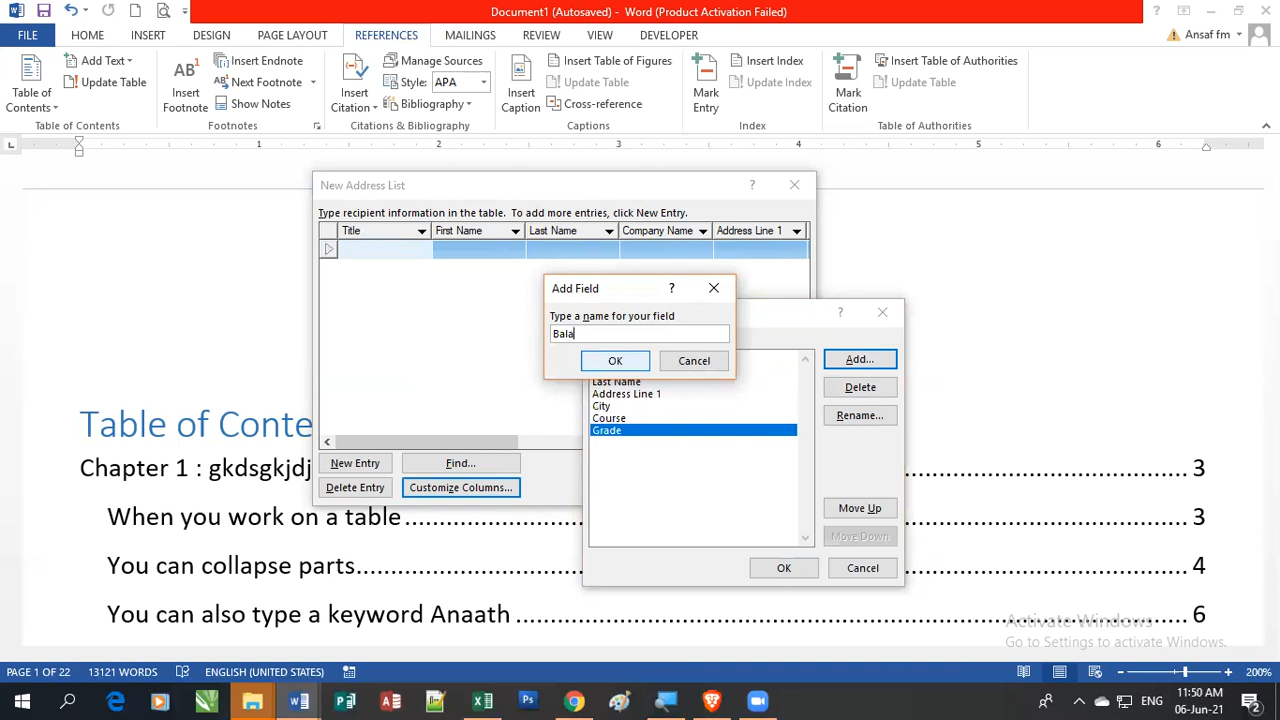 Document1 (Autosaved) - Word (Product Activation Failed)
FILE HOME INSERT DESIGN PAGE LAYOUT REFERENCES MAILINGS REVIEW VIEW DEVELOPER Ansaf fm
Table of Contents
Add Text
Update Table
Table of Contents
AB1 Insert Footnote
Insert Endnote
Next Footnote
Show Notes
Footnotes
Insert Citation
Manage Sources
Style: APA
Bibliography
Citations & Bibliography
Insert Caption
Insert Table of Figures
Update Table
Cross-reference
Captions
Mark Entry
Insert Index
Update Index
Index
Mark Citation
Insert Table of Authorities
Update Table
Table of Authorities
1 2 3 4 6
New Address List
Type recipient information in the table. To add more entries, click New Entry.
Title First Name Last Name Company Name Address Line 1
Add Field
Type a name for your field
Bala
OK Cancel
Last Name
Address Line 1
City
Course
Grade
Add...
Delete
Rename...
Move Up
Move Down
OK Cancel
New Entry Find...
Delete Entry Customize Columns...
Table of Conte
Chapter 1 : gkdsgkjdj 3
When you work on a table 3
You can collapse parts 4
You can also type a keyword Anaath 6
Activate Windows
Go to Settings to activate Windows.
PAGE 1 OF 22 13121 WORDS ENGLISH (UNITED STATES) 200%
ENG 11:50 AM
06-Jun-21 2